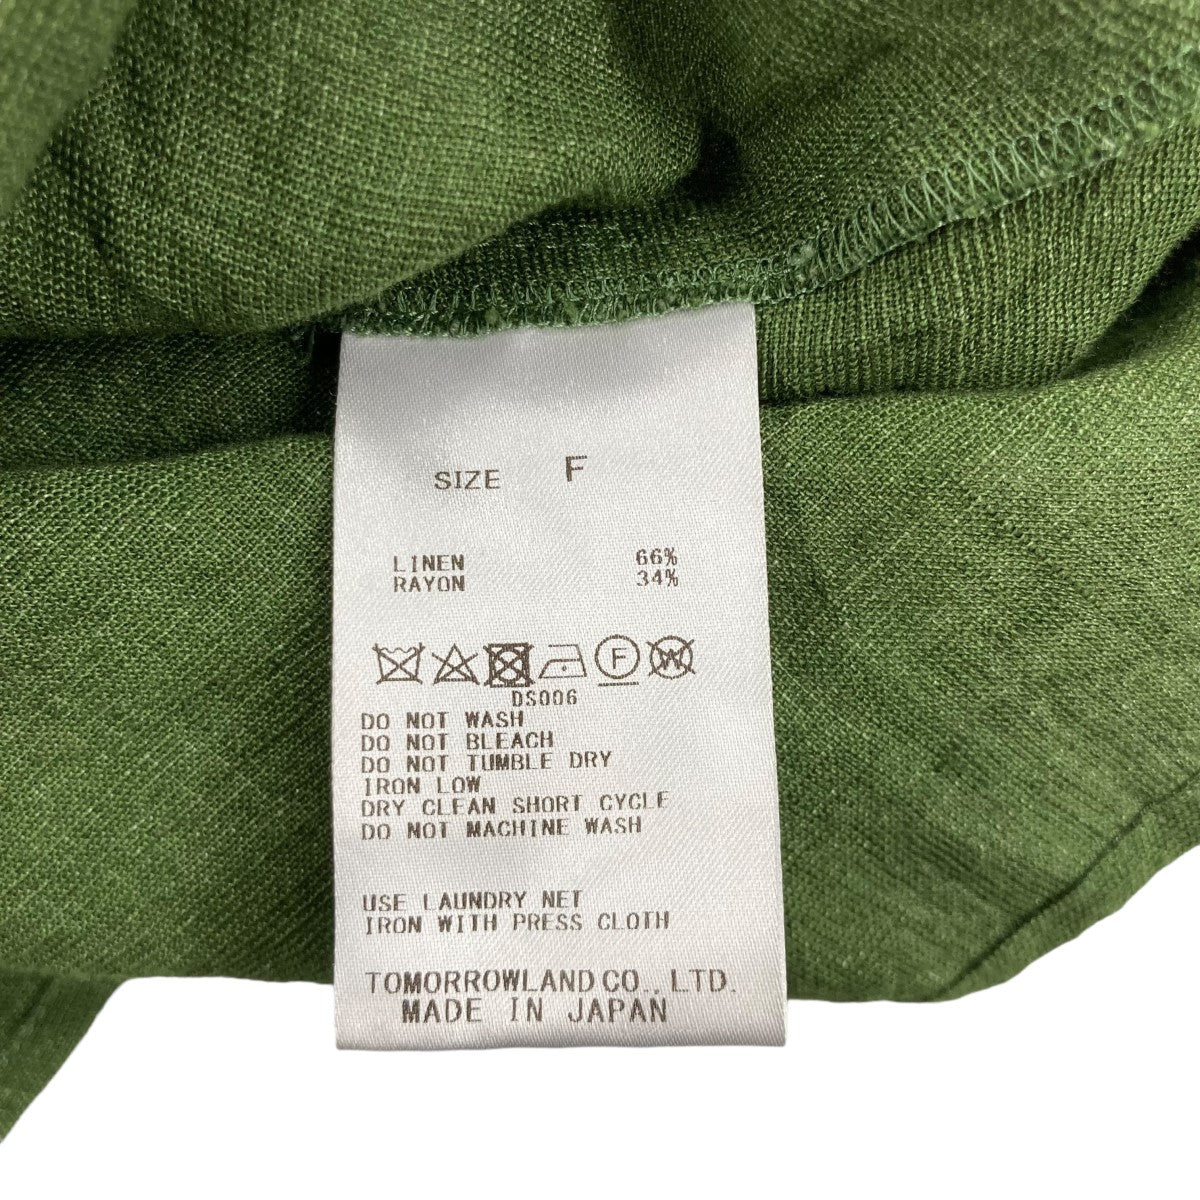 SIZE F
LINEN 66%
RAYON 34%
F W
DS006
DO NOT WASH
DO NOT BLEACH
DO NOT TUMBLE DRY
IRON LOW
DRY CLEAN SHORT CYCLE
DO NOT MACHINE WASH
USE LAUNDRY NET
IRON WITH PRESS CLOTH
TOMORROWLAND CO., LTD.
MADE IN JAPAN